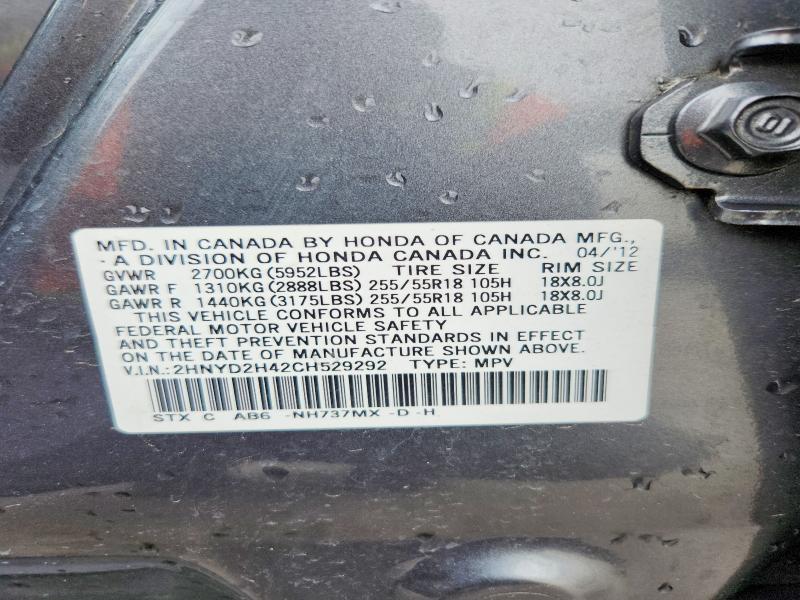 MFD. IN CANADA BY HONDA OF CANADA MFG.,
A DIVISION OF HONDA CANADA INC. 04/'12
GVWR 2700KG(5952LBS) TIRE SIZE RIM SIZE
GAWR F 1310KG(2888LBS) 255/55R18 105H 18X8.0J
GAWR R 1440KG(3175LBS) 255/55R18 105H 18X8.0J
THIS VEHICLE CONFORMS TO ALL APPLICABLE
FEDERAL MOTOR VEHICLE SAFETY
AND THEFT PREVENTION STANDARDS IN EFFECT
ON DATE OF MANUFACTURE SHOWN ABOVE.
V.I.N.:2HNYD2H42CH529292 TYPE: MPV
STX C AB6 -NH737MX -D -H